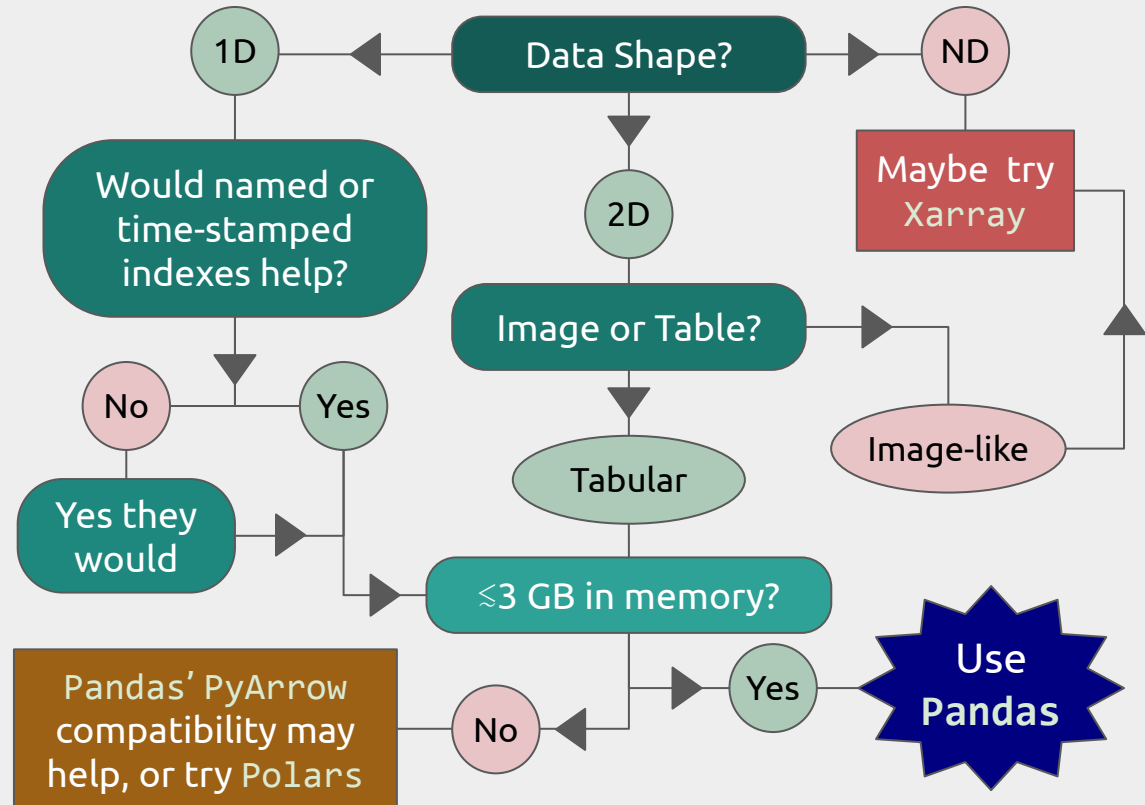 1D
Data Shape?
ND
Would named or
time-stamped
indexes help?
2D
Maybe try
Xarray
Image or Table?
No
Yes
Image-like
Tabular
Yes they
would
≲3 GB in memory?
Use
Pandas
Yes
No
Pandas’ PyArrow
compatibility may
help, or try Polars